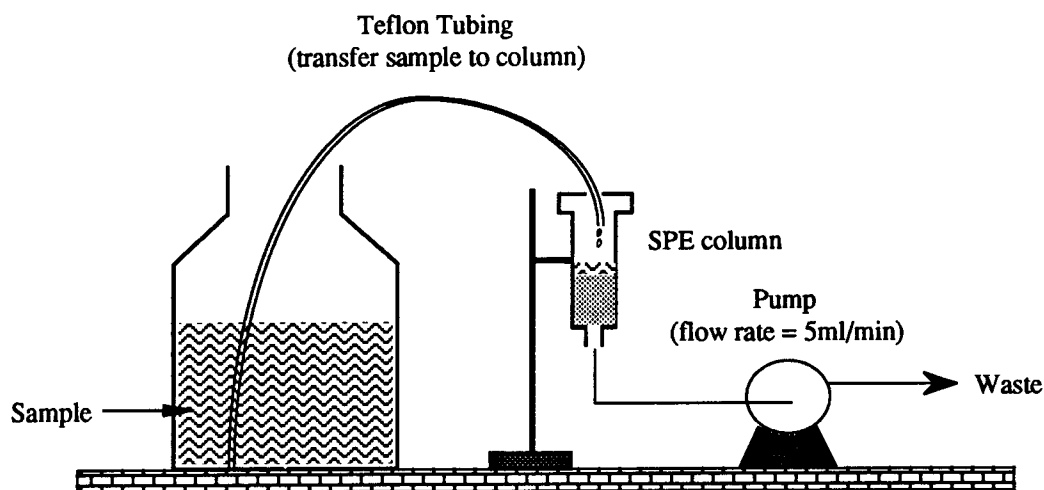 Teflon Tubing
(transfer sample to column)
SPE column
Pump
(flow rate = 5ml/min)
Waste
Sample